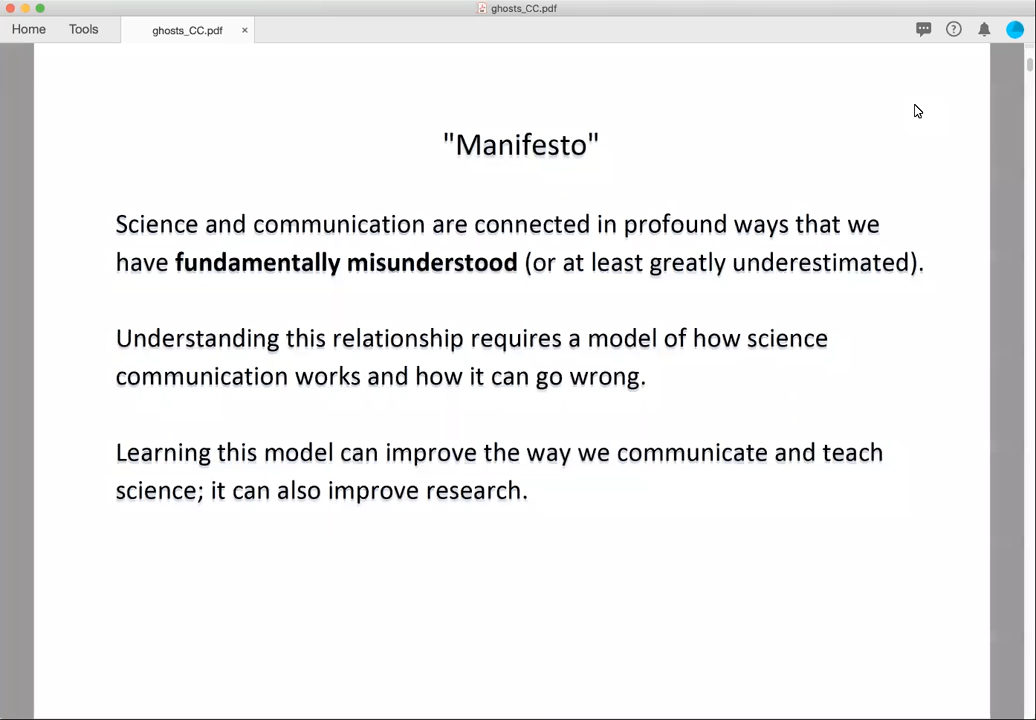 ghosts_CC.pdf
Home Tools ghosts_CC.pdf ×
"Manifesto"
Science and communication are connected in profound ways that we
have fundamentally misunderstood (or at least greatly underestimated).
Understanding this relationship requires a model of how science
communication works and how it can go wrong.
Learning this model can improve the way we communicate and teach
science; it can also improve research.